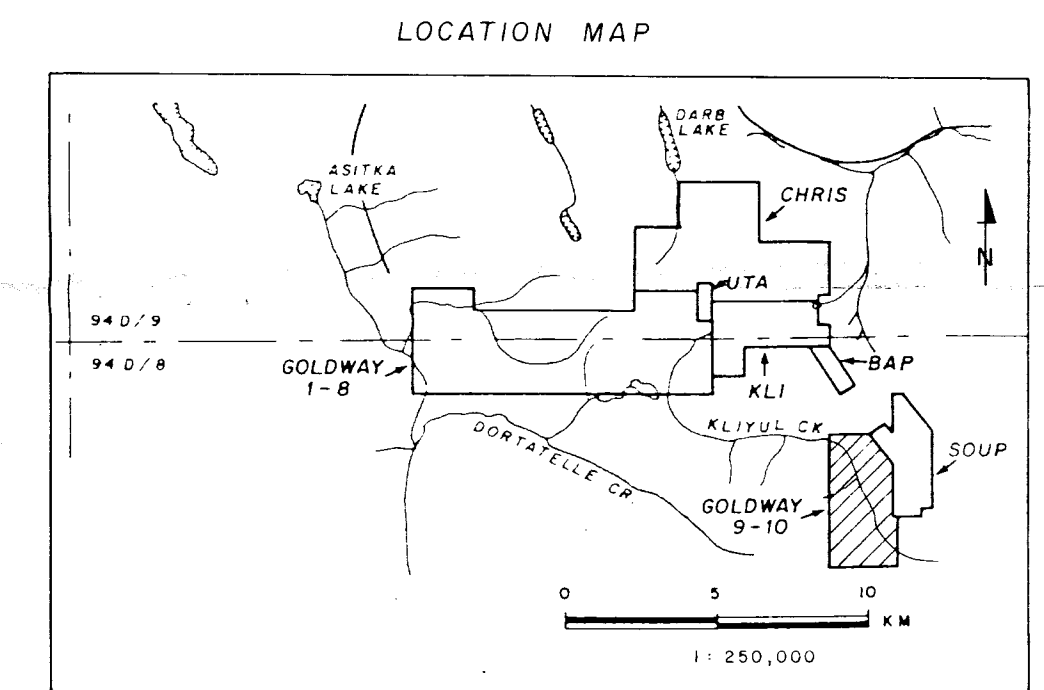 LOCATION MAP
DARB
LAKE
ASITKA
LAKE
CHRIS
N
UTA
94 D/9
94 D/8
GOLDWAY
1-8
BAP
KLI
KLIYUL CK
DORTATELLE CR.
SOUP
GOLDWAY
9-10
0 5 10
KM
1: 250,000